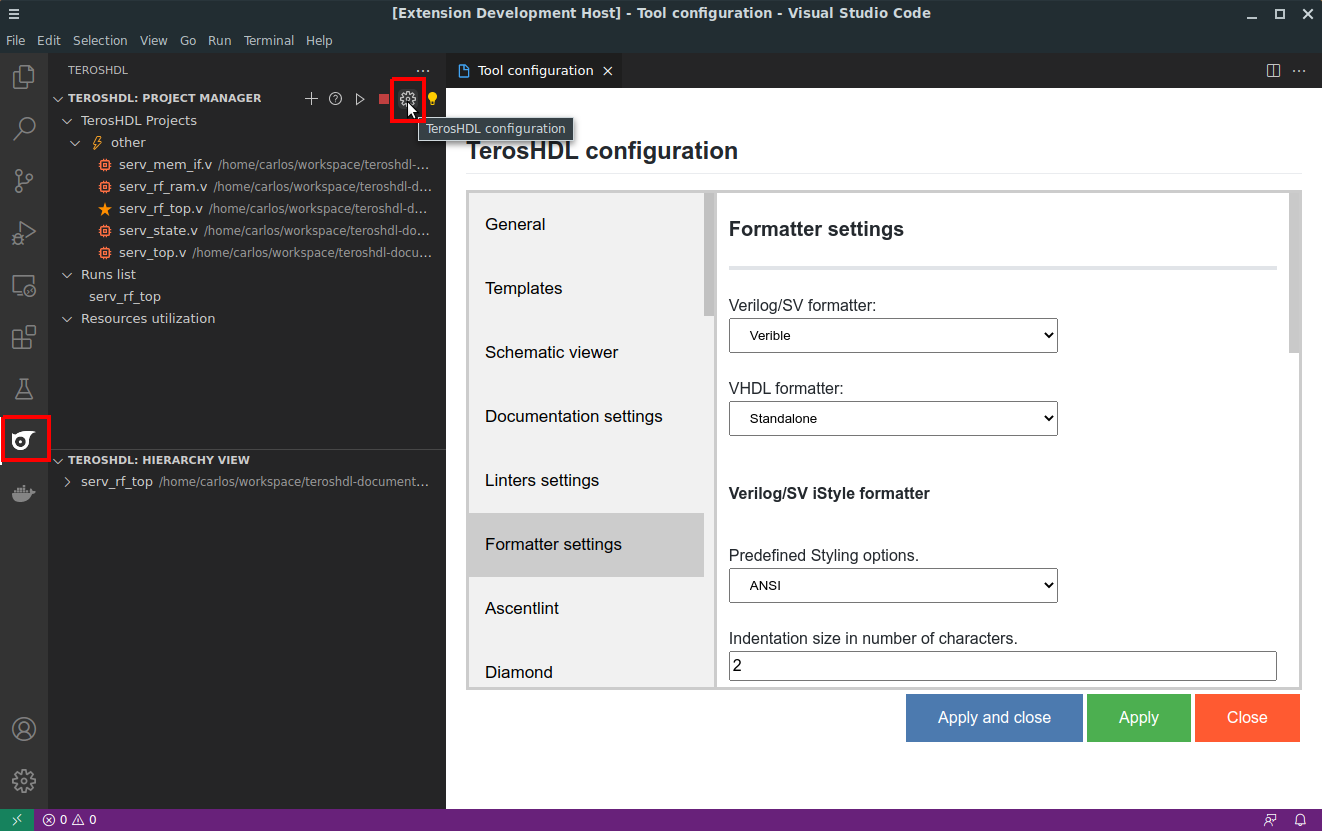 [Extension Development Host] - Tool configuration - Visual Studio Code
File Edit Selection View Go Run Terminal Help
TEROSHDL
TEROSHDL: PROJECT MANAGER
TerosHDL Projects
other
serv_mem_if.v /home/carlos/workspace/teroshdl-...
serv_rf_ram.v /home/carlos/workspace/teroshdl-d...
serv_rf_top.v /home/carlos/workspace/teroshdl-d...
serv_state.v /home/carlos/workspace/teroshdl-do...
serv_top.v /home/carlos/workspace/teroshdl-docu...
Runs list
serv_rf_top
Resources utilization
TEROSHDL: HIERARCHY VIEW
serv_rf_top /home/carlos/workspace/teroshdl-document...
Tool configuration
TerosHDL configuration
TerosHDL configuration
General
Templates
Schematic viewer
Documentation settings
Linters settings
Formatter settings
Ascentlint
Diamond
Formatter settings
Verilog/SV formatter:
Verible
VHDL formatter:
Standalone
Verilog/SV iStyle formatter
Predefined Styling options.
ANSI
Indentation size in number of characters.
2
Apply and close
Apply
Close
0 0